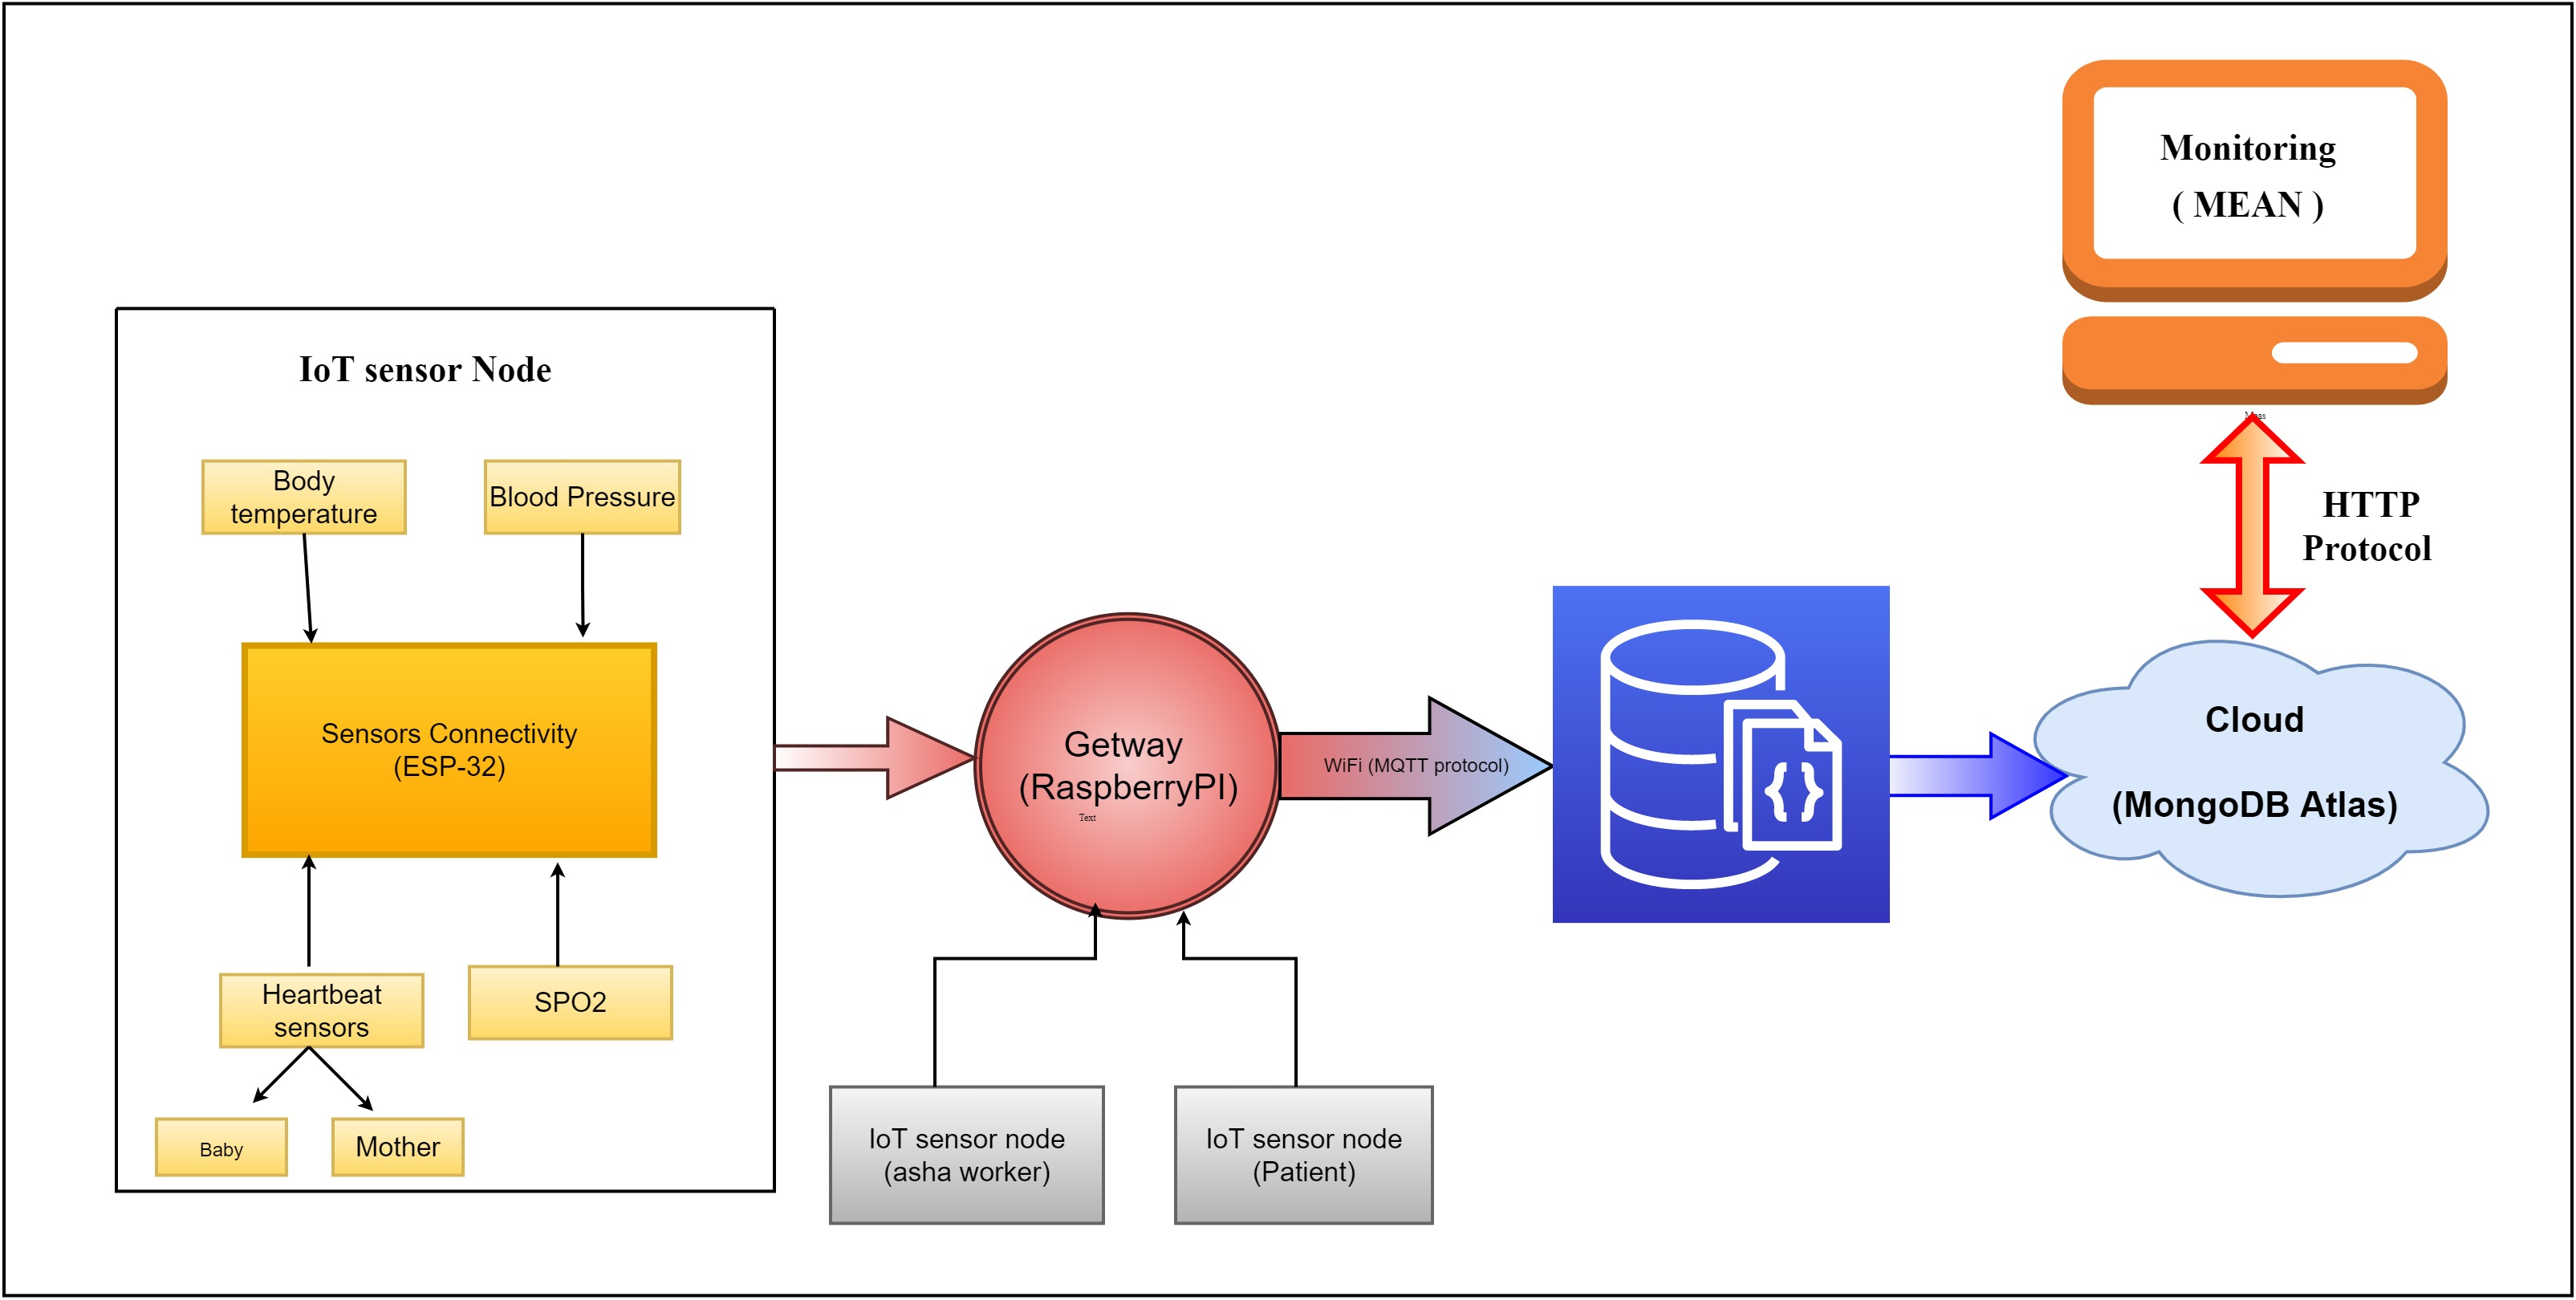 Monitoring
( MEAN )
IoT sensor Node
Body
temperature
Blood Pressure
HTTP
Protocol
Sensors Connectivity
(ESP-32)
Getway
(RaspberryPI)
Text
WiFi (MQTT protocol)
{}
Cloud
(MongoDB Atlas)
Heartbeat
sensors
SPO2
Baby
Mother
IoT sensor node
(asha worker)
IoT sensor node
(Patient)